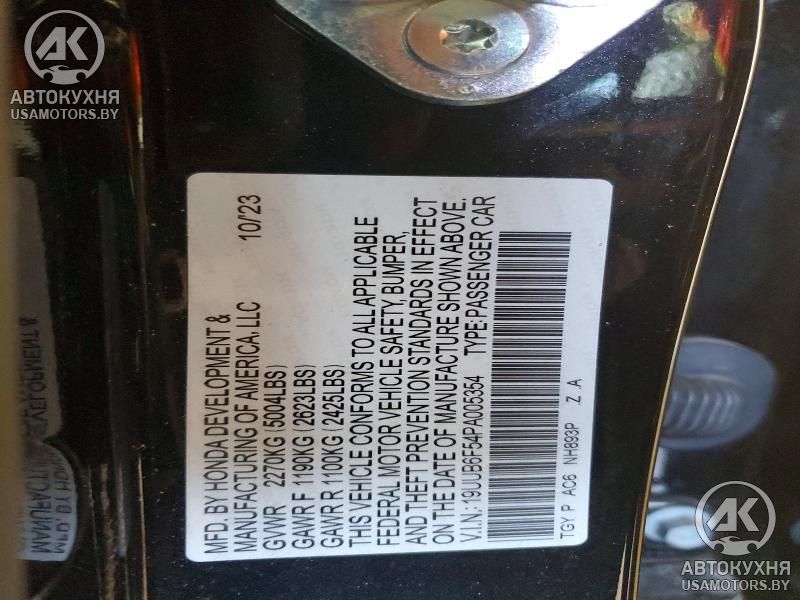 AK
АВТОКУХНЯ
USAMOTORS.BY
MFD. BY HONDA DEVELOPMENT &
MANUFACTURING OF AMERICA, LLC 10/23
GVWR 2270KG (5004LBS)
GAWR F 1190KG (2623LBS)
GAWR R 1100KG (2425LBS)
THIS VEHICLE CONFORMS TO ALL APPLICABLE
FEDERAL MOTOR VEHICLE SAFETY, BUMPER,
AND THEFT PREVENTION STANDARDS IN EFFECT
ON THE DATE OF MANUFACTURE SHOWN ABOVE.
V.I.N.:19UUB6F54PA005354 TYPE:PASSENGER CAR
TGY P AC6 NH893P .Z .A
AK
АВТОКУХНЯ
USAMOTORS.BY